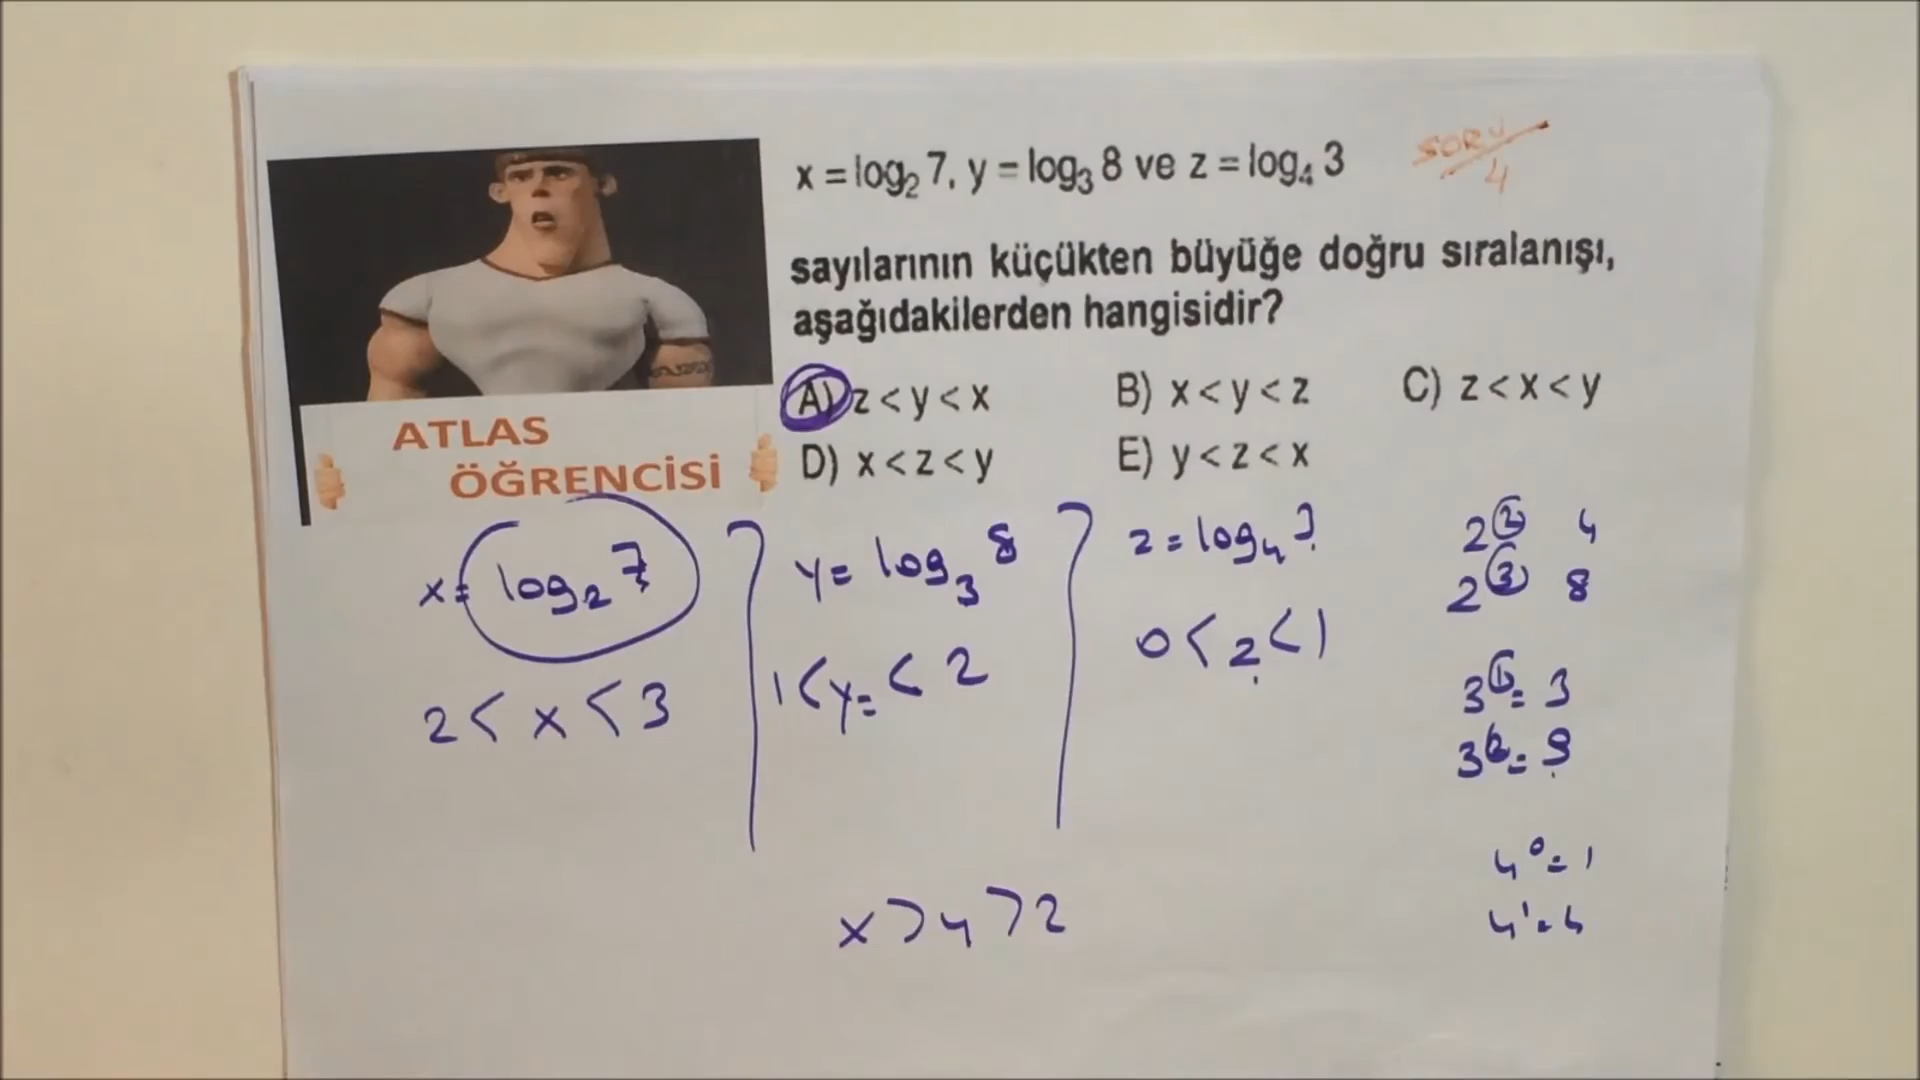 x = log₂ 7, y = log₃ 8 ve z = log₄ 3
SORU
4
sayılarının küçükten büyüğe doğru sıralanışı,
aşağıdakilerden hangisidir?
A) z < y < x B) x < y < z C) z < x < y
D) x < z < y E) y < z < x
ATLAS
ÖĞRENCİSİ
x = log₂ 7
2 < x < 3
y = log₃ 8
1 < y = < 2
z = log₄ 3
0 < z < 1
2² 4
2³ 8
3¹ = 3
3² = 9
4⁰ = 1
4¹ = 4
x > y > z